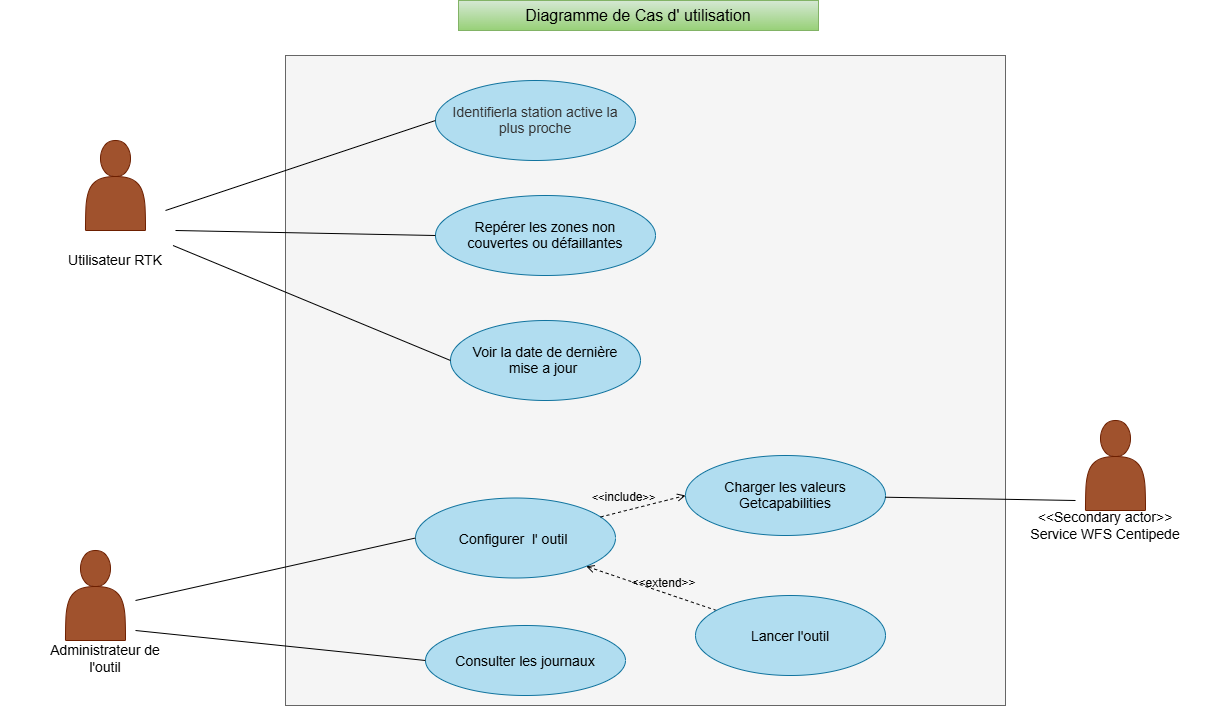 Diagramme de Cas d' utilisation
Identifierla station active la
plus proche
Repérer les zones non
couvertes ou défaillantes
Utilisateur RTK
Voir la date de dernière
mise a jour
Charger les valeurs
Getcapabilities
<<include>>
<<Secondary actor>>
Service WFS Centipede
Configurer l' outil
<<extend>>
Lancer l'outil
Administrateur de
l'outil
Consulter les journaux